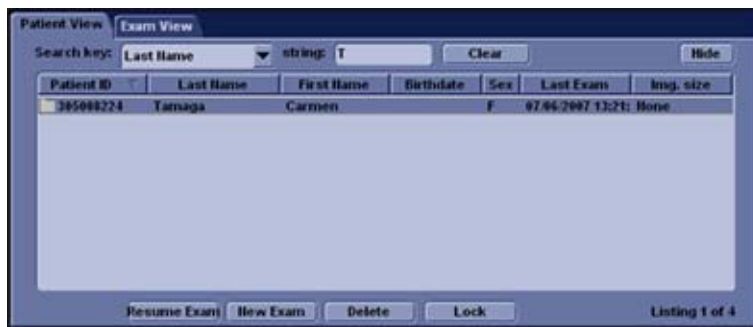 Patient View Exam View
Search key: Last Name string: T Clear Hide
Patient ID Last Name First Name Birthdate Sex Last Exam Img. size
305008224 Tamaga Carmen F 07/06/2007 13:21: None
Resume Exam New Exam Delete Lock Listing 1 of 4